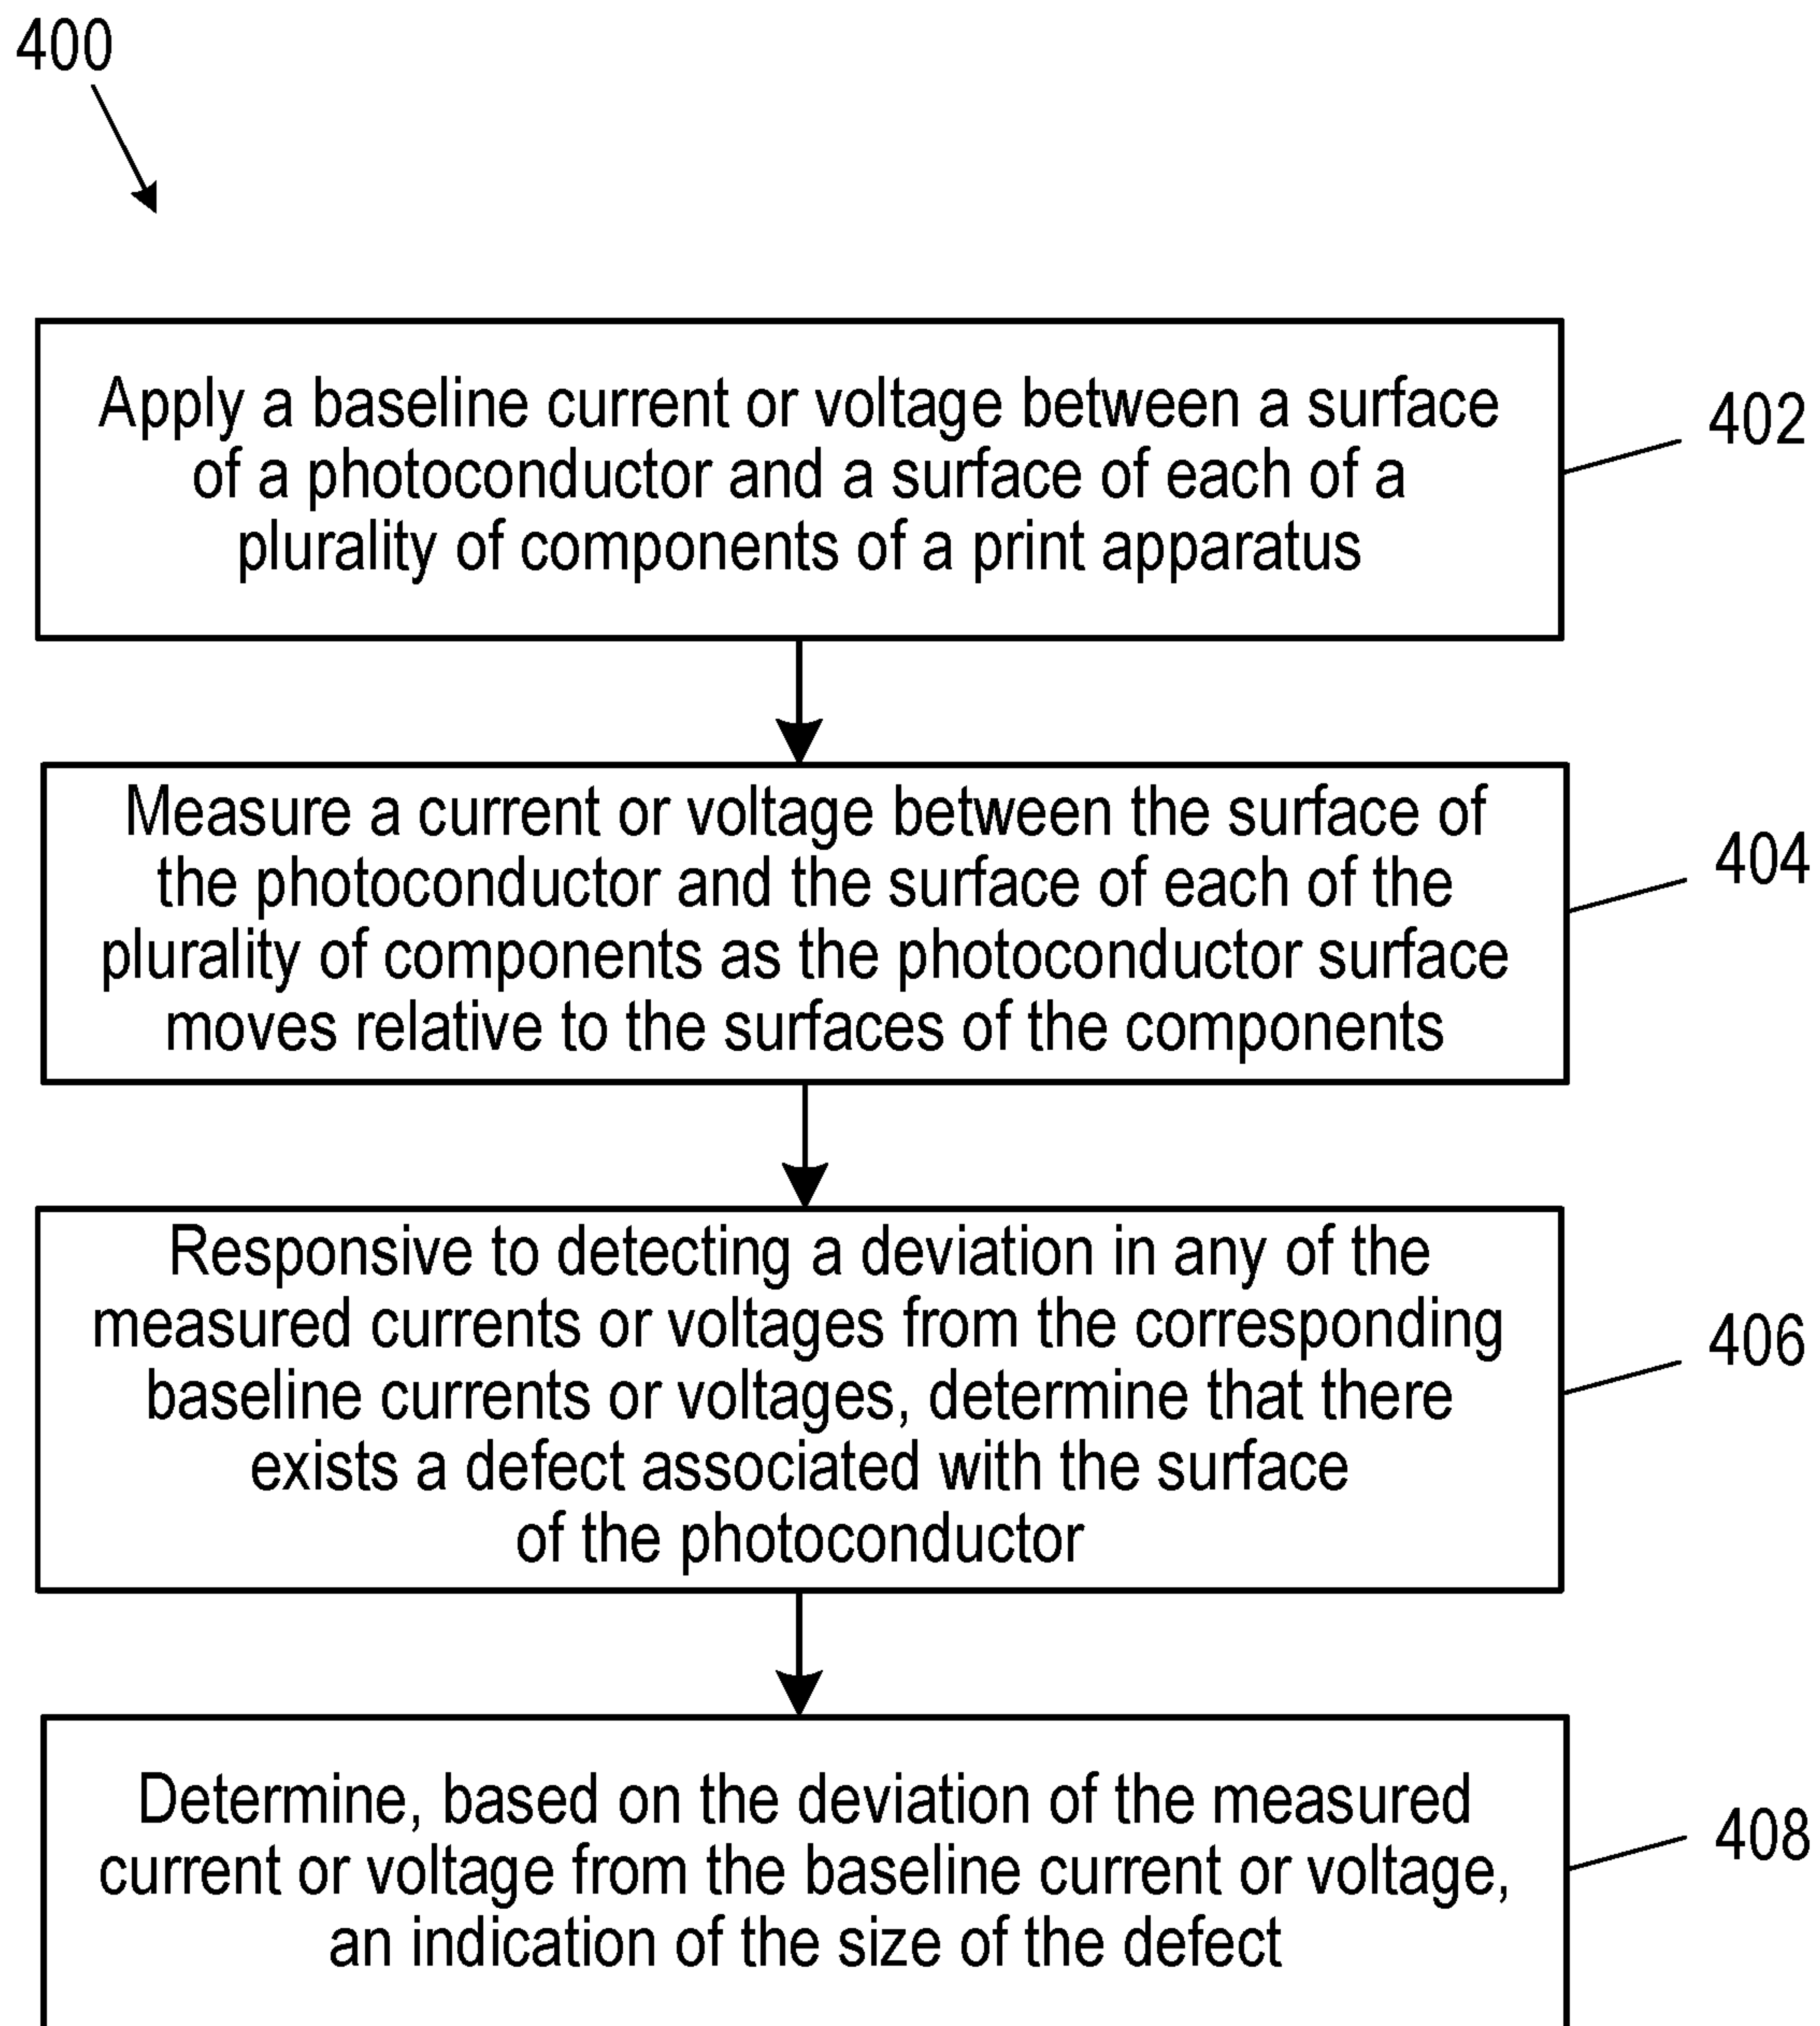 400
Apply a baseline current or voltage between a surface
of a photoconductor and a surface of each of a
plurality of components of a print apparatus
402
Measure a current or voltage between the surface of
the photoconductor and the surface of each of the
plurality of components as the photoconductor surface
moves relative to the surfaces of the components
404
Responsive to detecting a deviation in any of the
measured currents or voltages from the corresponding
baseline currents or voltages, determine that there
exists a defect associated with the surface
of the photoconductor
406
Determine, based on the deviation of the measured
current or voltage from the baseline current or voltage,
an indication of the size of the defect
408